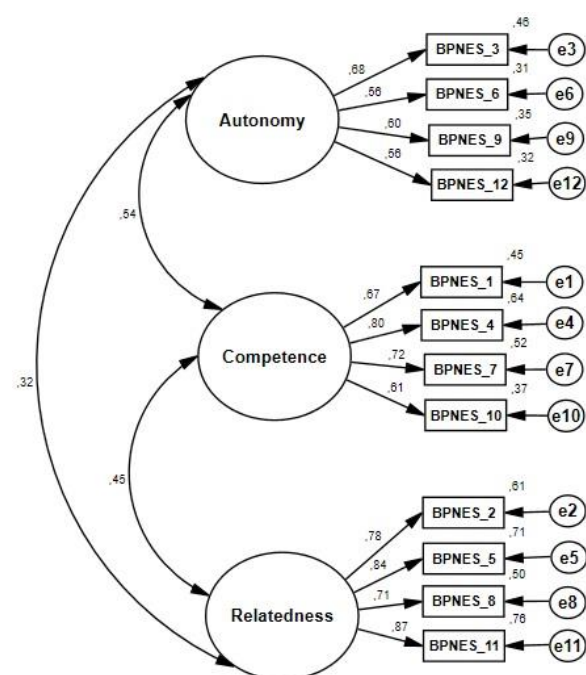 ,46
BPNES_3
e3
,68
,31
,56
BPNES_6
e6
Autonomy
,35
,60
BPNES_9
e9
,56
,32
BPNES_12
e12
,54
,45
BPNES_1
e1
,67
,64
,80
BPNES_4
e4
Competence
,52
,72
BPNES_7
e7
,61
,37
BPNES_10
e10
,32
,45
,61
BPNES_2
e2
,78
,71
,84
BPNES_5
e5
,50
,71
BPNES_8
e8
Relatedness
,87
,76
BPNES_11
e11